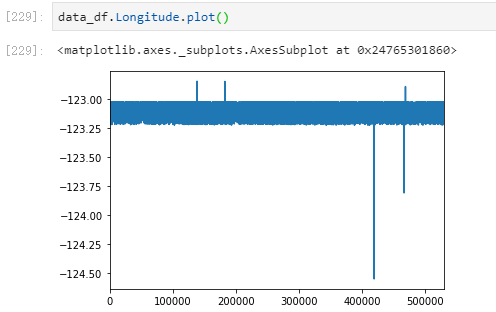 [229]: data_df.Longitude.plot()
[229]: <matplotlib.axes._subplots.AxesSubplot at 0x24765301860>
−123.00
−123.25
−123.50
−123.75
−124.00
−124.25
−124.50
0 100000 200000 300000 400000 500000